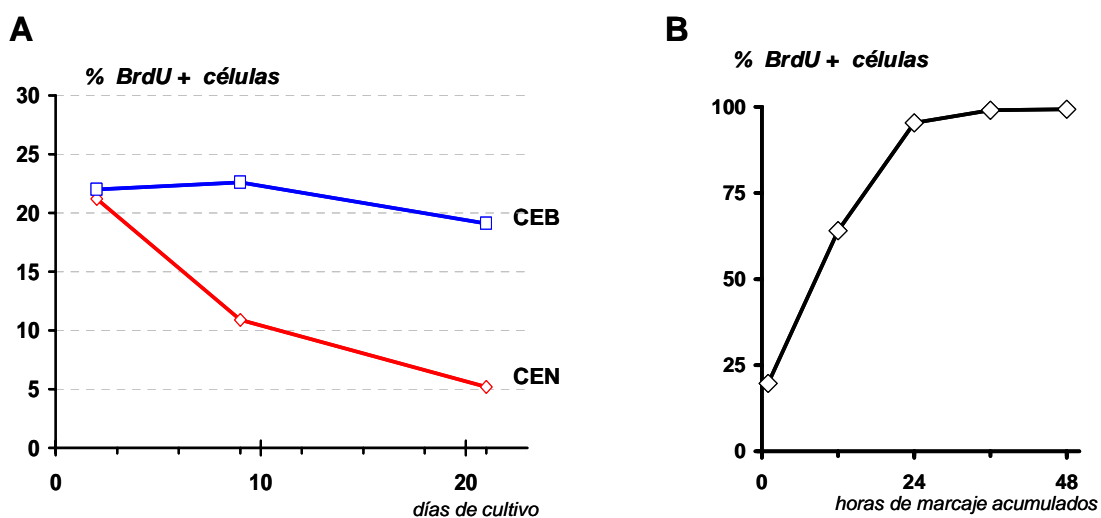 A
% BrdU + células
30
25
20
15
10
5
0
CEB
CEN
0 10 20
días de cultivo
B
% BrdU + células
100
75
50
25
0
0 24 48
horas de marcaje acumulados